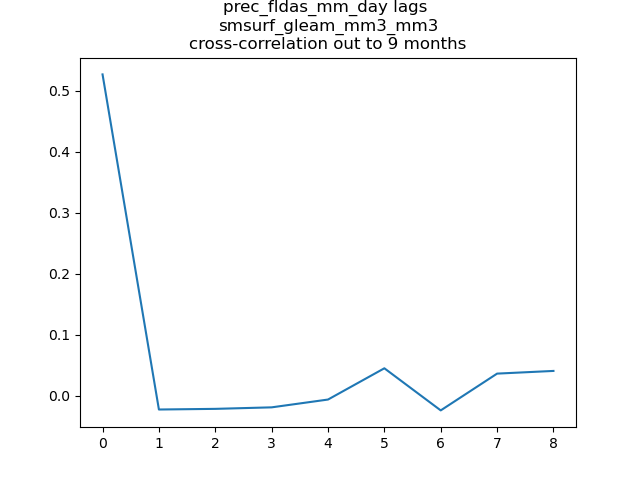 prec_fldas_mm_day lags
smsurf_gleam_mm3_mm3
cross-correlation out to 9 months
0.5
0.4
0.3
0.2
0.1
0.0
0 1 2 3 4 5 6 7 8